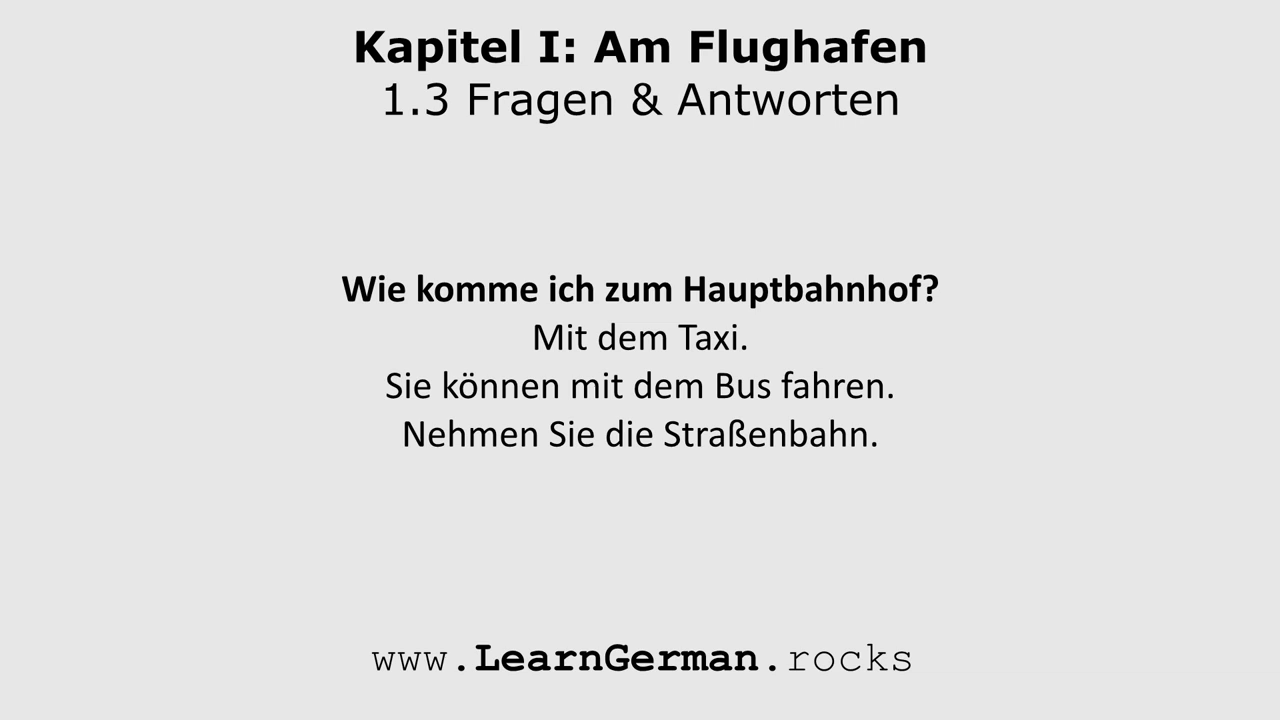 Kapitel I: Am Flughafen
1.3 Fragen & Antworten
Wie komme ich zum Hauptbahnhof?
Mit dem Taxi.
Sie können mit dem Bus fahren.
Nehmen Sie die Straßenbahn.
www.LearnGerman.rocks